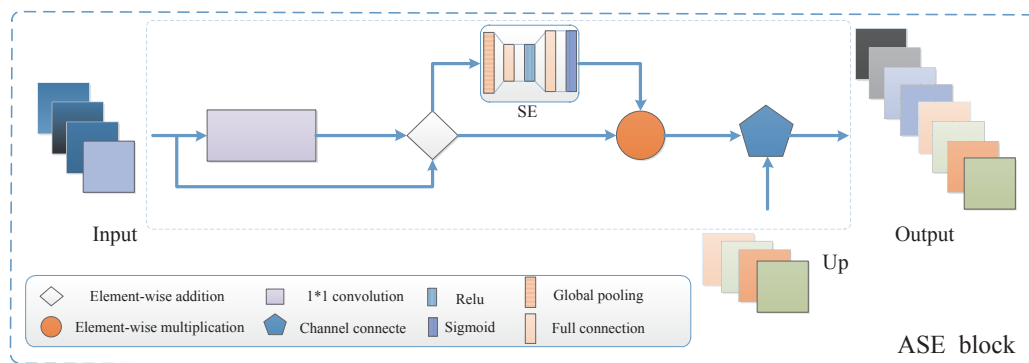 SE
Input
Output
Up
Element-wise addition
1*1 convolution
Relu
Global pooling
Element-wise multiplication
Channel connecte
Sigmoid
Full connection
ASE block